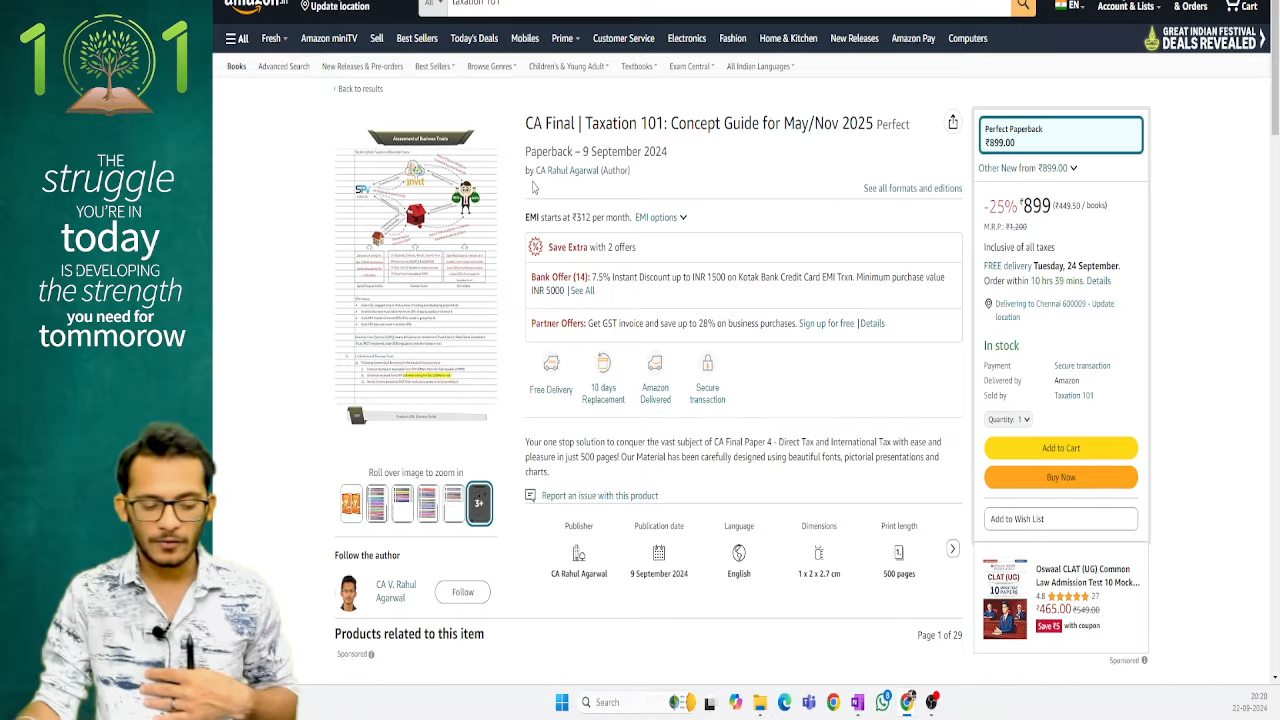 101
THE
struggle
YOU'RE IN
today
IS DEVELOPING
the strength
you need for
tommorow
amazon.in
Update location
All
taxation 101
EN
Account & Lists
& Orders
Cart
All
Fresh
Amazon miniTV
Sell
Best Sellers
Today's Deals
Mobiles
Prime
Customer Service
Electronics
Fashion
Home & Kitchen
New Releases
Amazon Pay
Computers
GREAT INDIAN FESTIVAL
DEALS REVEALED
Books
Advanced Search
New Releases & Pre-orders
Best Sellers
Browse Genres
Children's & Young Adult
Textbooks
Exam Central
All Indian Languages
‹ Back to results
Assessment of Business Trusts
SPV
invit
Roll over image to zoom in
3+
Follow the author
CA V. Rahul
Agarwal
Follow
CA Final | Taxation 101: Concept Guide for May/Nov 2025 Perfect
Paperback – 9 September 2024
by CA Rahul Agarwal (Author)
See all formats and editions
EMI starts at ₹312 per month. EMI options
Save Extra with 2 offers
Bank Offer: 7.5% Instant Discount up to INR 500 on Kotak Bank Credit Card EMI Trxn. Minimum purchase value
INR 5000 | See All
Partner Offers: Get GST invoice and save up to 28% on business purchases. Sign up for free | Details
Free Delivery
10 days
Replacement
Amazon
Delivered
Secure
transaction
Your one stop solution to conquer the vast subject of CA Final Paper 4 - Direct Tax and International Tax with ease and
pleasure in just 500 pages! Our Material has been carefully designed using beautiful fonts, pictorial presentations and
charts.
Report an issue with this product
Publisher
CA Rahul Agarwal
Publication date
9 September 2024
Language
English
Dimensions
1 x 2 x 2.7 cm
Print length
500 pages
Perfect Paperback
₹899.00
Other New from ₹899.00
-25% ₹899 (₹449.50 / books)
M.R.P.: ₹1,200
Inclusive of all taxes
FREE delivery Tuesday, 24 Sept.
Order within 10 hrs 39 mins. Details
Delivering to Chennai 600009 - Update
location
In stock
Payment Secure transaction
Delivered by Amazon
Sold by Taxation 101
Quantity: 1
Add to Cart
Buy Now
Add to Wish List
Oswaal CLAT (UG) Common
Law Admission Test 10 Mock...
4.8 27
₹465.00 ₹549.00
Save ₹5 with coupon
Sponsored
Products related to this item
Page 1 of 29
Sponsored
Search
20:20
22-09-2024